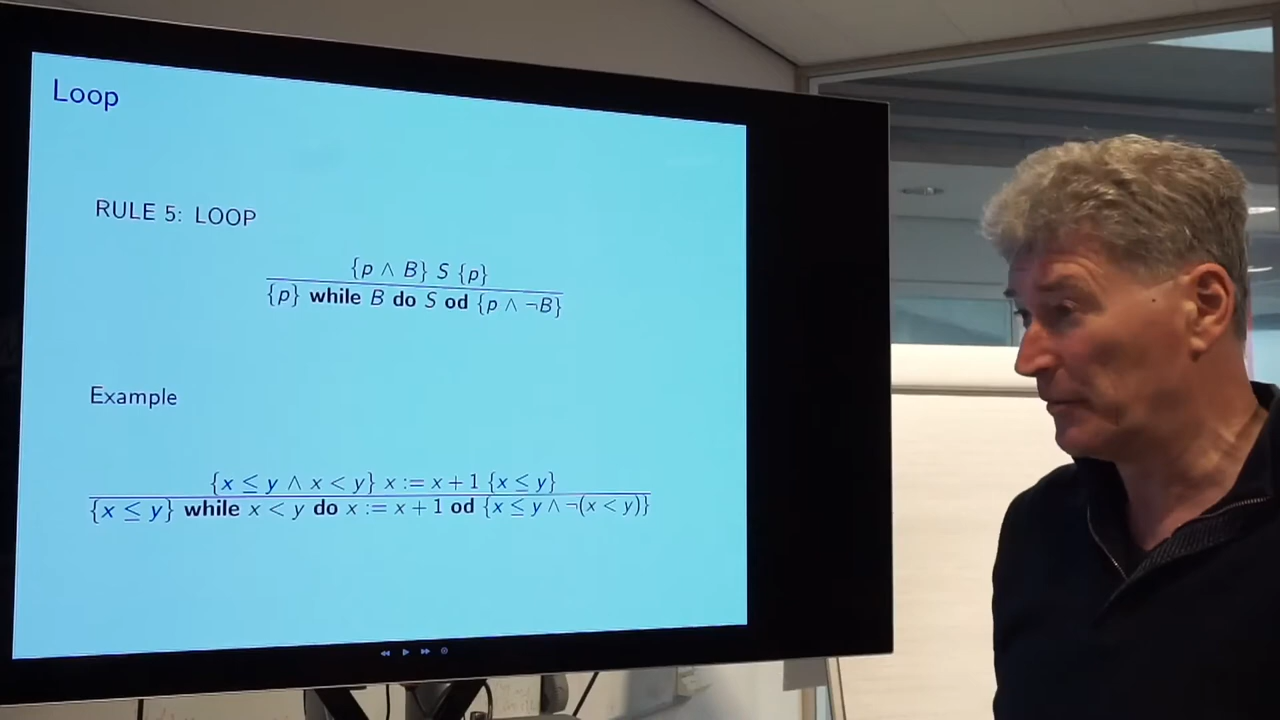 Loop
RULE 5: LOOP
{p ∧ B} S {p}
{p} while B do S od {p ∧ ¬B}
Example
{x ≤ y ∧ x < y} x := x + 1 {x ≤ y}
{x ≤ y} while x < y do x := x + 1 od {x ≤ y ∧ ¬(x < y)}